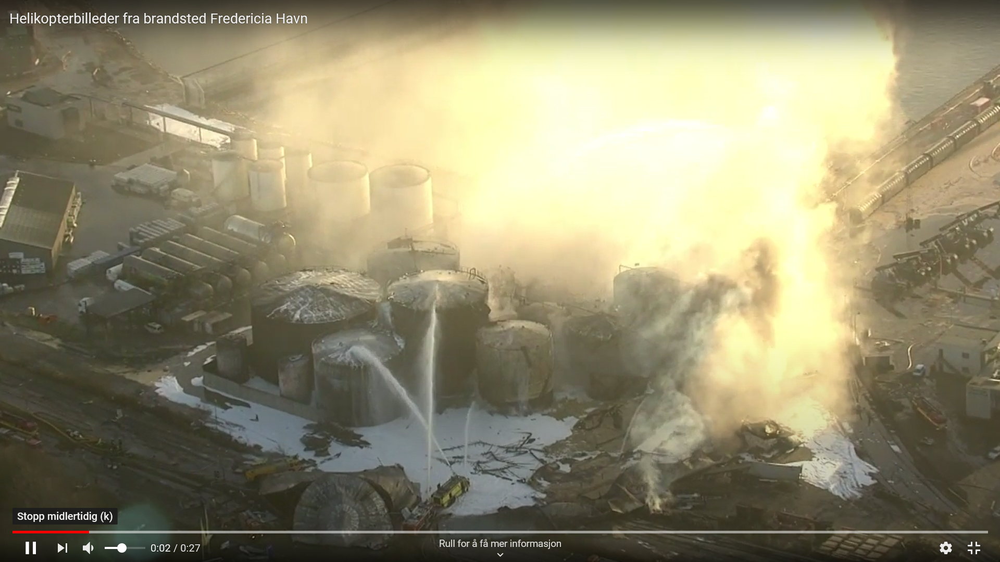 Helikopterbilleder fra brandsted Fredericia Havn
Stopp midlertidig (k)
0:02 / 0:27
Rull for å få mer informasjon